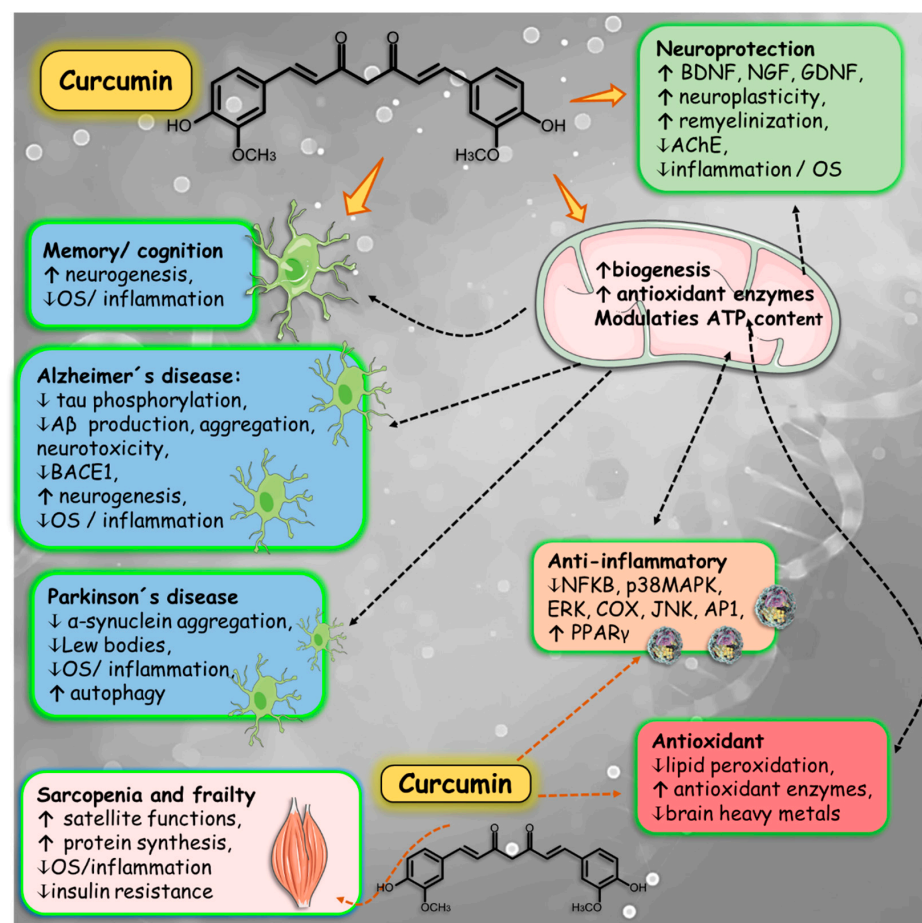 Curcumin
O
O
HO
OCH3
OH
H3CO
Neuroprotection
↑ BDNF, NGF, GDNF,
↑ neuroplasticity,
↑ remyelinization,
↓AChE,
↓inflammation / OS
Memory/ cognition
↑ neurogenesis,
↓OS/ inflammation
↑biogenesis
↑ antioxidant enzymes
Modulaties ATP content
Alzheimer´s disease:
↓ tau phosphorylation,
↓Aβ production, aggregation,
neurotoxicity,
↓BACE1,
↑ neurogenesis,
↓OS / inflammation
Anti-inflammatory
↓NFKB, p38MAPK,
ERK, COX, JNK, AP1,
↑ PPARγ
Parkinson´s disease
↓ α-synuclein aggregation,
↓Lew bodies,
↓OS/ inflammation,
↑ autophagy
Antioxidant
↓lipid peroxidation,
↑ antioxidant enzymes,
↓brain heavy metals
Sarcopenia and frailty
↑ satellite functions,
↑ protein synthesis,
↓OS/inflammation
↓insulin resistance
Curcumin
O
O
HO
OCH3
OH
H3CO